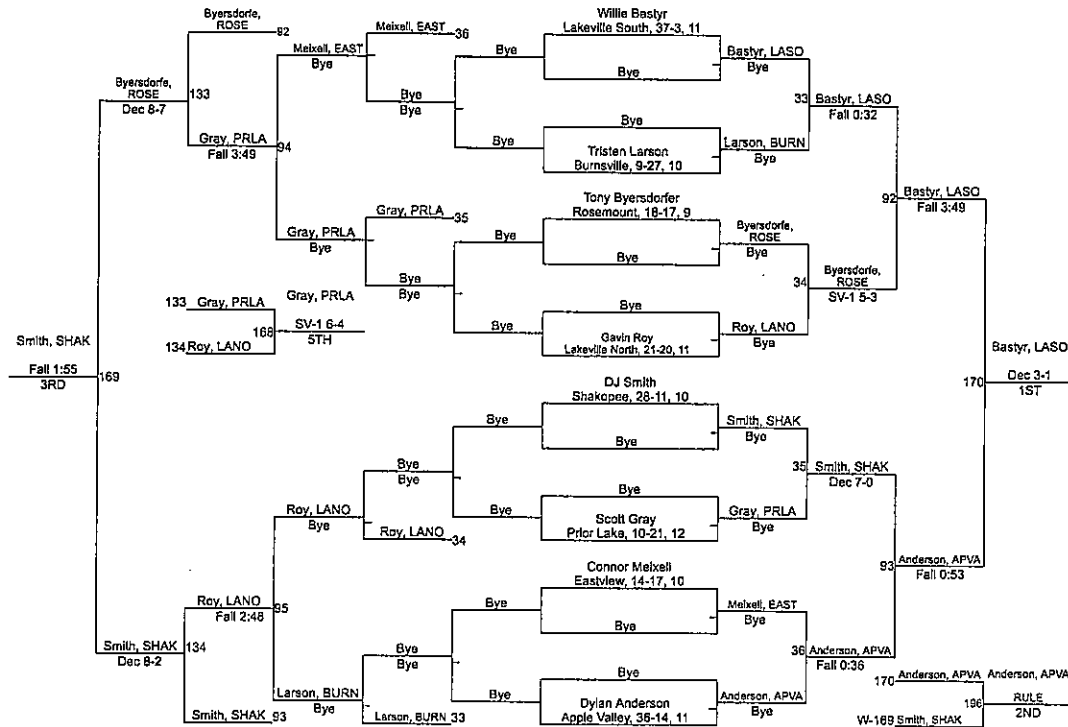 Byersdorfe,
ROSE
92
Byersdorfe,
ROSE
Dec 8-7
133
Gray, PRLA
Fall 3:49
94
Meixell, EAST
Bye
Meixell, EAST
36
Bye
Bye
Bye
Bye
Willie Bastyr
Lakeville South, 37-3, 11
Bye
Bye
Tristen Larson
Burnsville, 9-27, 10
Bastyr, LASO
Bye
33
Larson, BURN
Bye
Bastyr, LASO
Fall 0:32
Gray, PRLA
Bye
Gray, PRLA
35
Bye
Bye
Bye
Bye
Tony Byersdorfer
Rosemount, 18-17, 9
Bye
Bye
Gavin Roy
Lakeville North, 21-20, 11
Byersdorfe,
ROSE
Bye
34
Roy, LANO
Bye
Byersdorfe,
ROSE
SV-1 5-3
92
Bastyr, LASO
Fall 3:49
133
Gray, PRLA
134
Roy, LANO
168
Gray, PRLA
SV-1 6-4
5TH
Smith, SHAK
Fall 1:55
3RD
169
Bastyr, LASO
170
Dec 3-1
1ST
DJ Smith
Shakopee, 28-11, 10
Bye
Bye
Scott Gray
Prior Lake, 10-21, 12
Bye
Bye
Bye
Bye
Smith, SHAK
Bye
35
Gray, PRLA
Bye
Smith, SHAK
Dec 7-0
Roy, LANO
Bye
Roy, LANO
34
Connor Meixell
Eastview, 14-17, 10
Bye
Bye
Dylan Anderson
Apple Valley, 36-14, 11
Bye
Bye
Bye
Bye
Meixell, EAST
Bye
36
Anderson, APVA
Bye
Anderson, APVA
Fall 0:36
93
Anderson, APVA
Fall 0:53
Roy, LANO
Fall 2:48
95
Smith, SHAK
Dec 8-2
134
Smith, SHAK
93
Larson, BURN
Bye
Larson, BURN
33
170
Anderson, APVA
Anderson, APVA
196
RULE
2ND
W-169
Smith, SHAK